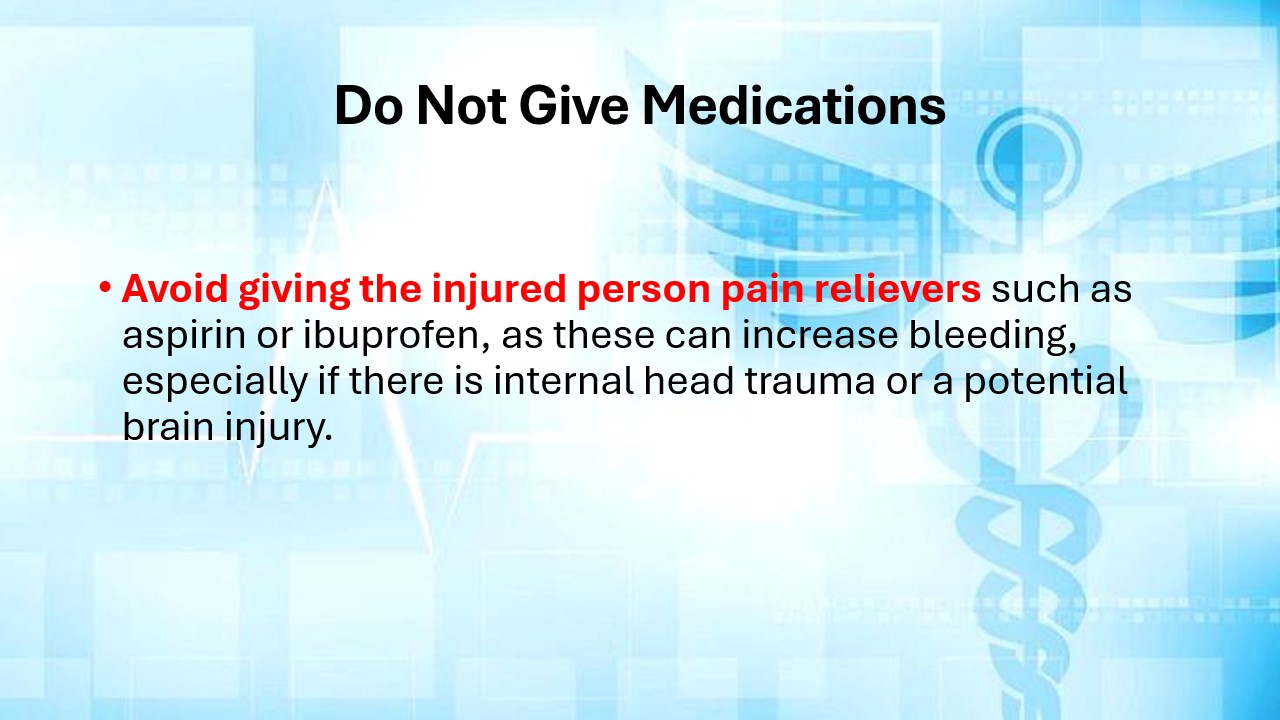 Do Not Give Medications
• Avoid giving the injured person pain relievers such as
aspirin or ibuprofen, as these can increase bleeding,
especially if there is internal head trauma or a potential
brain injury.